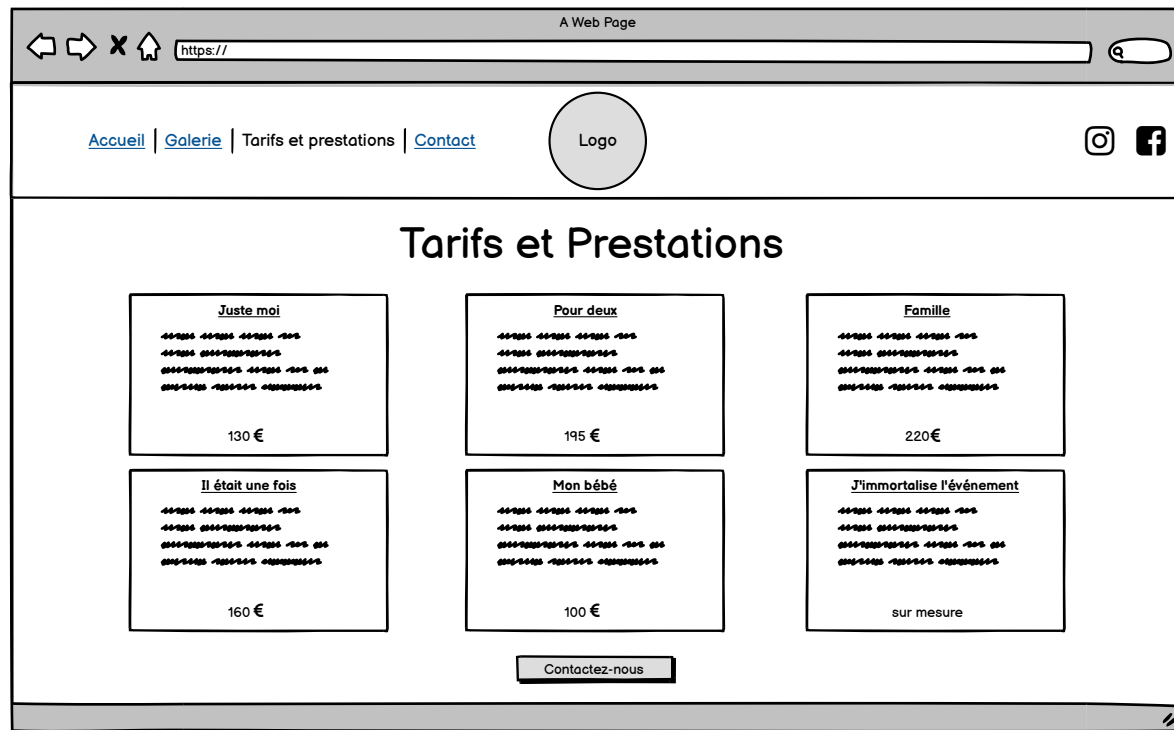 A Web Page
https://
Accueil | Galerie | Tarifs et prestations | Contact
Logo
Tarifs et Prestations
Juste moi
130 €
Pour deux
195 €
Famille
220€
Il était une fois
160 €
Mon bébé
100 €
J'immortalise l'événement
sur mesure
Contactez-nous